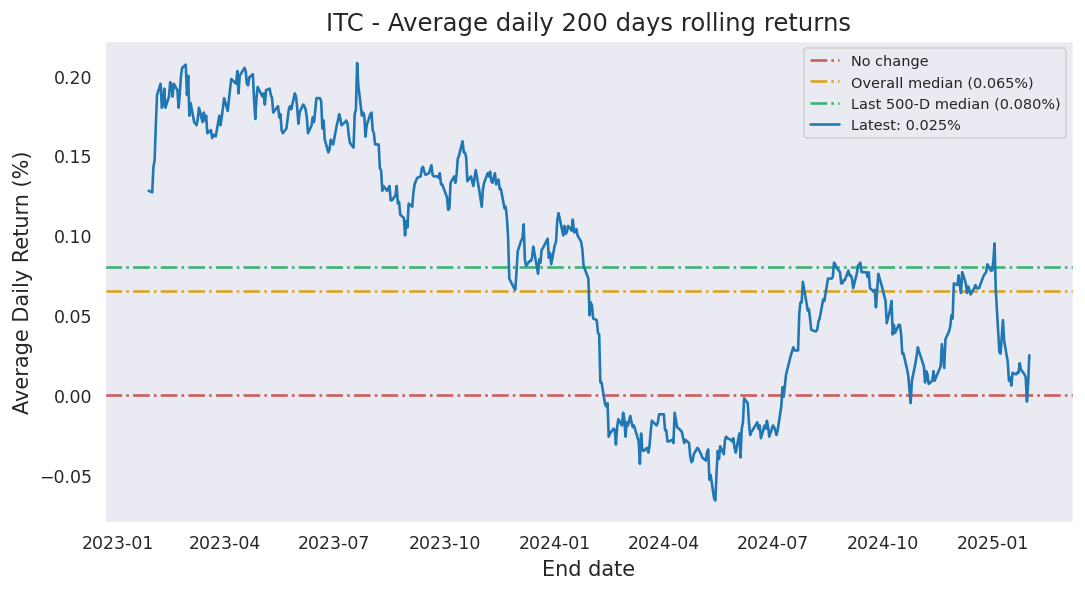 ITC - Average daily 200 days rolling returns
No change
Overall median (0.065%)
Last 500-D median (0.080%)
Latest: 0.025%
Average Daily Return (%)
0.20
0.15
0.10
0.05
0.00
−0.05
2023-01 2023-04 2023-07 2023-10 2024-01 2024-04 2024-07 2024-10 2025-01
End date